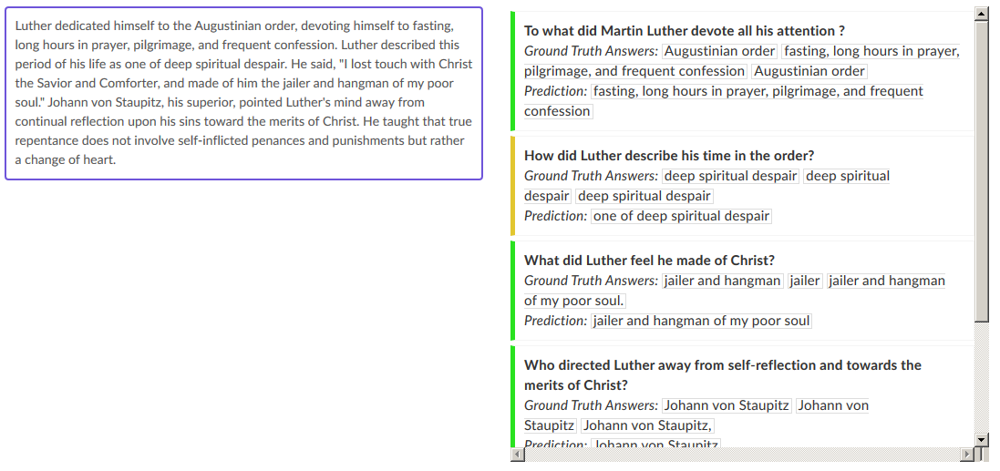 Luther dedicated himself to the Augustinian order, devoting himself to fasting,
long hours in prayer, pilgrimage, and frequent confession. Luther described this
period of his life as one of deep spiritual despair. He said, "I lost touch with Christ
the Savior and Comforter, and made of him the jailer and hangman of my poor
soul." Johann von Staupitz, his superior, pointed Luther's mind away from
continual reflection upon his sins toward the merits of Christ. He taught that true
repentance does not involve self-inflicted penances and punishments but rather
a change of heart.
To what did Martin Luther devote all his attention ?
Ground Truth Answers: Augustinian order fasting, long hours in prayer,
pilgrimage, and frequent confession Augustinian order
Prediction: fasting, long hours in prayer, pilgrimage, and frequent
confession
How did Luther describe his time in the order?
Ground Truth Answers: deep spiritual despair deep spiritual
despair deep spiritual despair
Prediction: one of deep spiritual despair
What did Luther feel he made of Christ?
Ground Truth Answers: jailer and hangman jailer jailer and hangman
of my poor soul.
Prediction: jailer and hangman of my poor soul
Who directed Luther away from self-reflection and towards the
merits of Christ?
Ground Truth Answers: Johann von Staupitz Johann von
Staupitz Johann von Staupitz,
Prediction: Johann von Staupitz